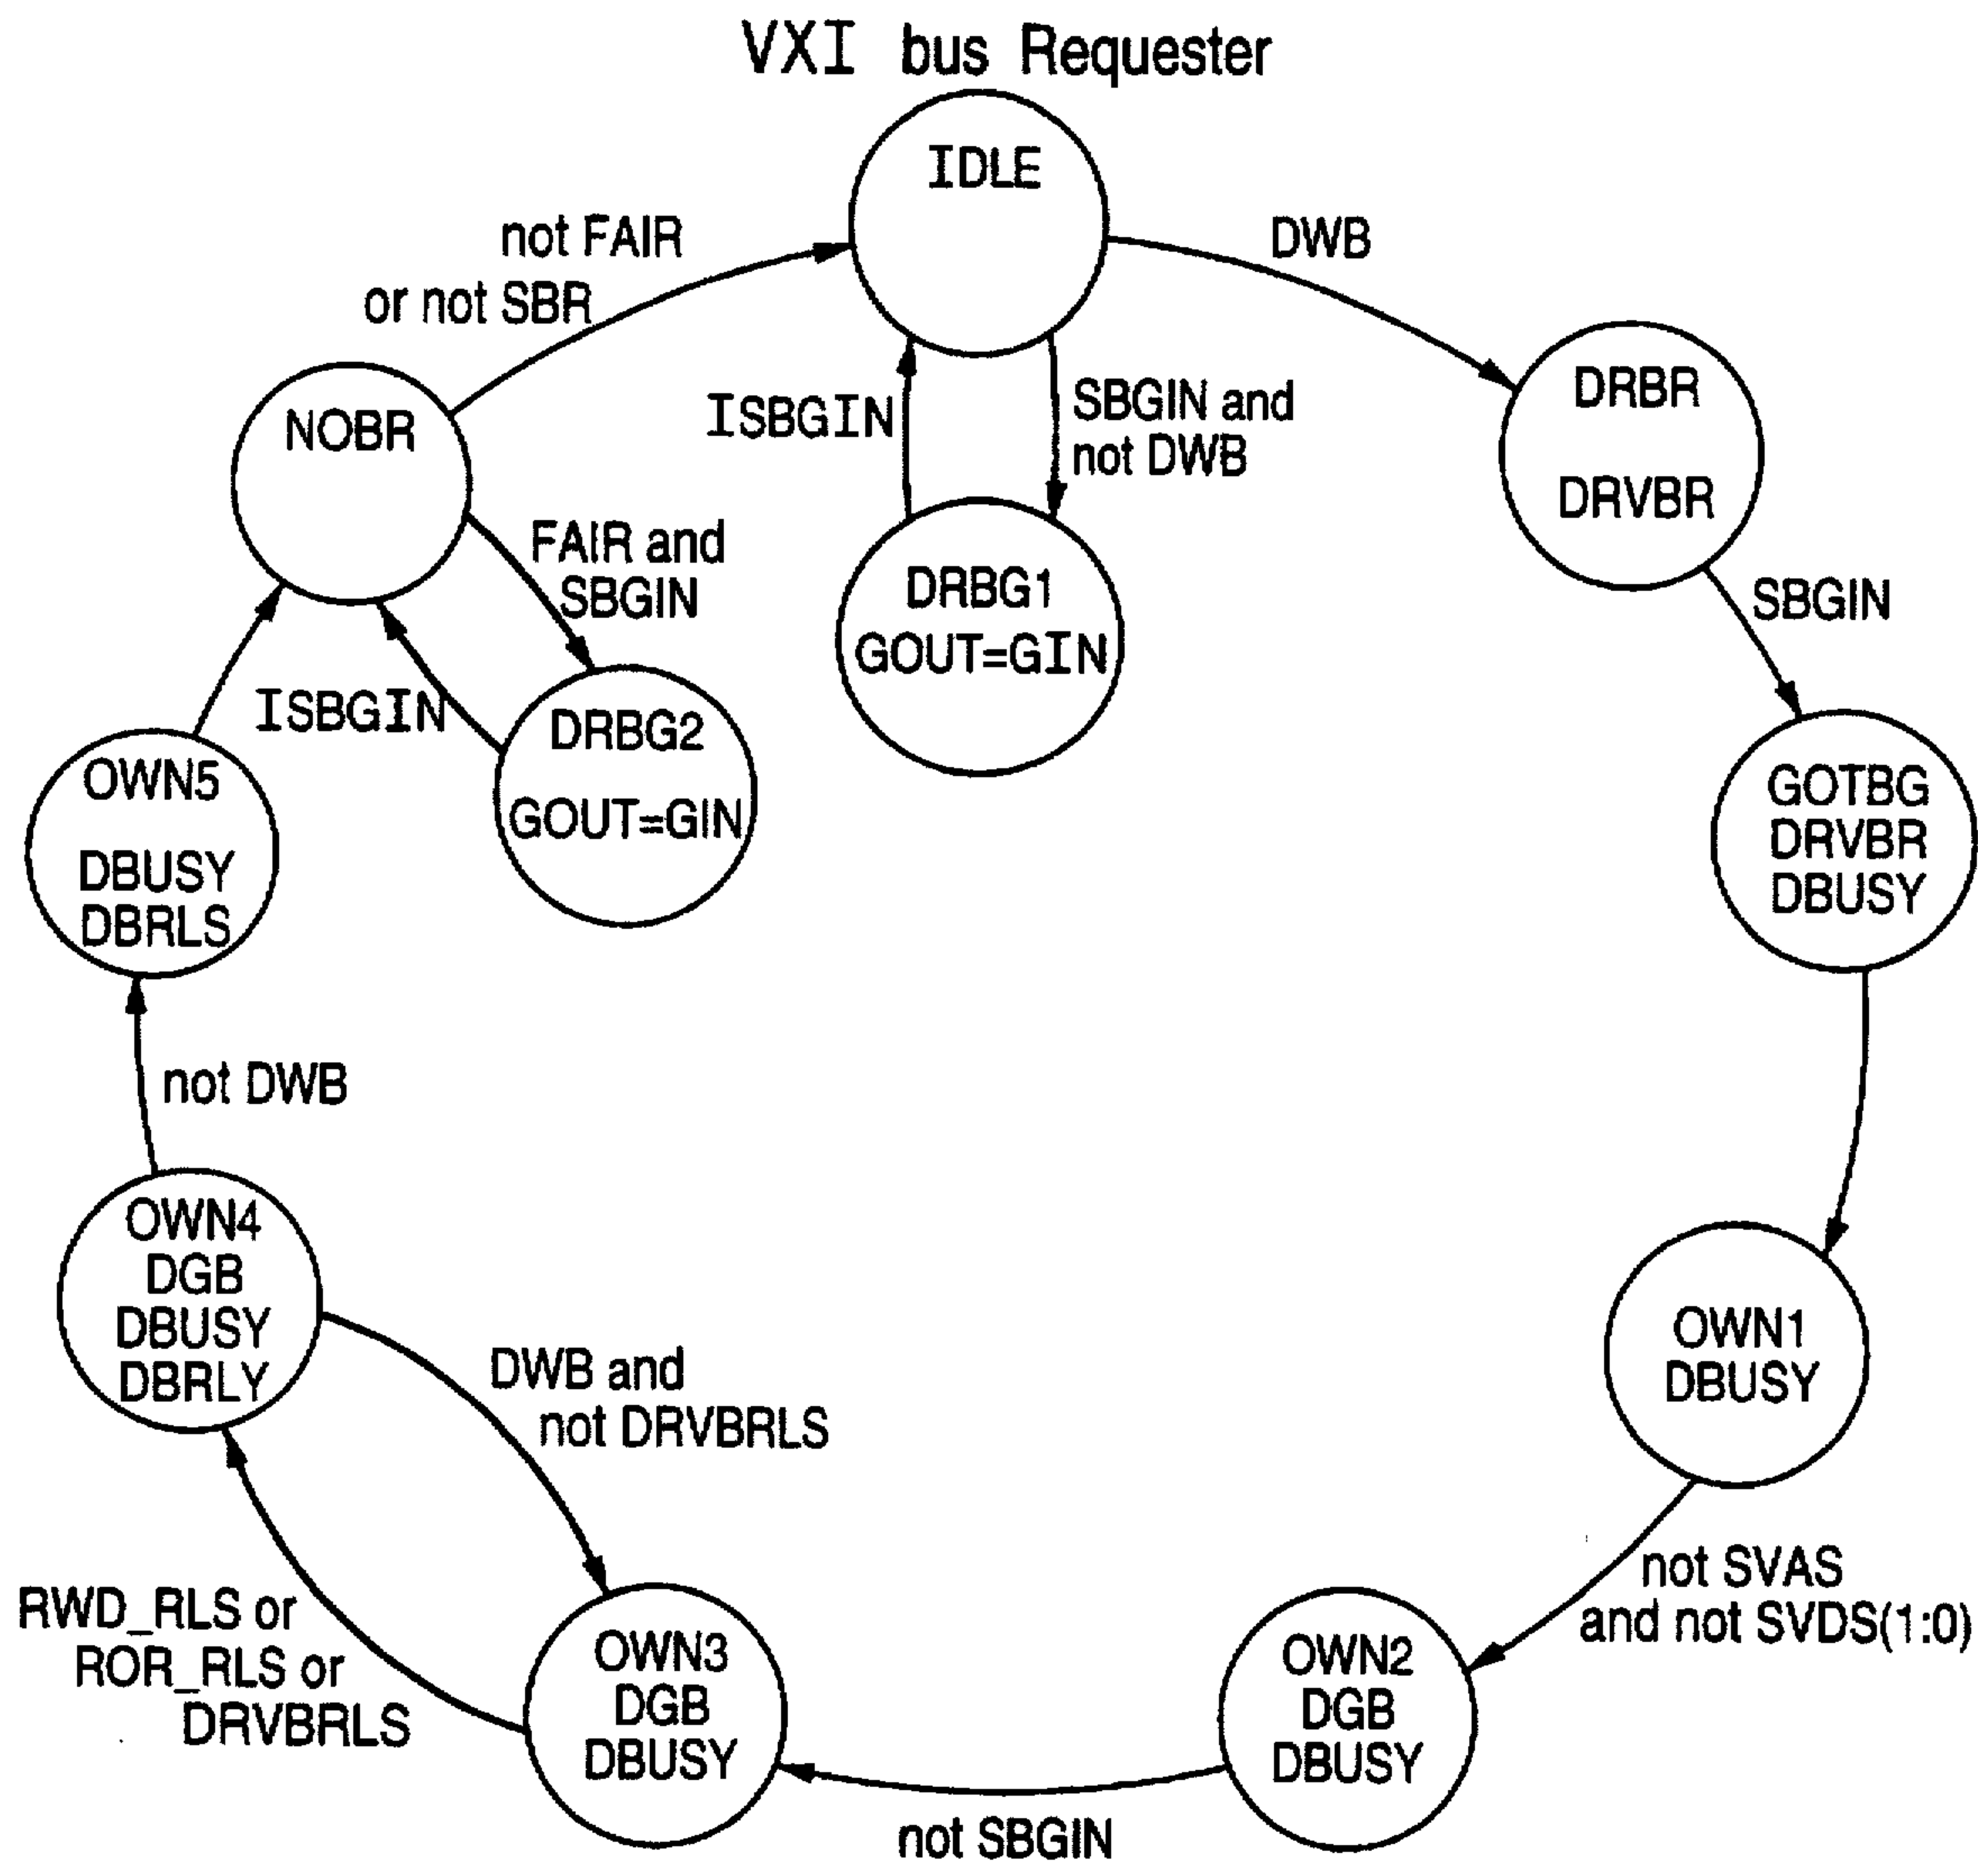 VXI bus Requester
IDLE
not FAIR
or not SBR
DWB
NOBR
ISBGIN
SBGIN and
not DWB
DRBR
DRVBR
FAIR and
SBGIN
DRBG1
GOUT=GIN
SBGIN
ISBGIN
DRBG2
GOUT=GIN
OWN5
DBUSY
DBRLS
GOTBG
DRVBR
DBUSY
not DWB
OWN4
DGB
DBUSY
DBRLY
DWB and
not DRVBRLS
OWN1
DBUSY
not SVAS
and not SVDS(1:0)
RWD_RLS or
ROR_RLS or
DRVBRLS
OWN3
DGB
DBUSY
OWN2
DGB
DBUSY
not SBGIN